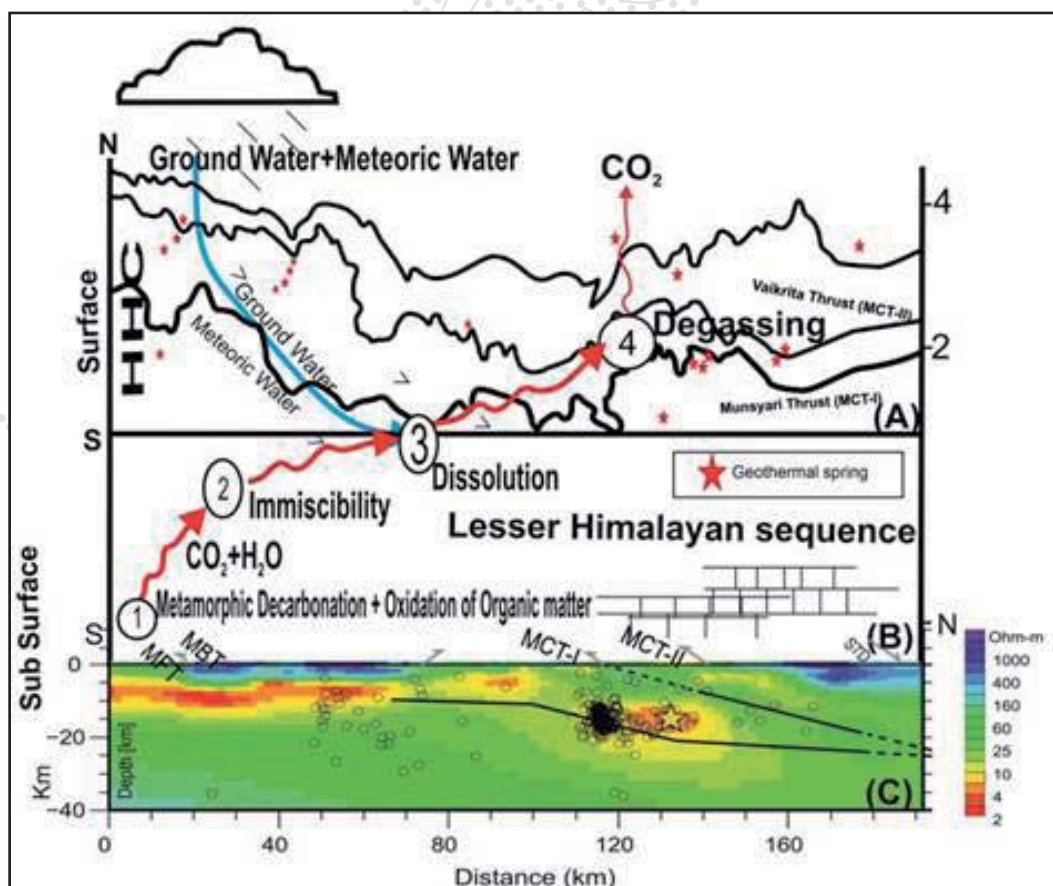 N
Ground Water+Meteoric Water
CO₂
4
Ground Water
Meteoric Water
Vaikrita Thrust (MCT-II)
4
Degassing
2
Munsyari Thrust (MCT-I)
(A)
Surface
S
3
Dissolution
Geothermal spring
2
Immiscibility
Lesser Himalayan sequence
CO₂+H₂O
1
Metamorphic Decarbonation + Oxidation of Organic matter
(B)
Sub Surface
S
N
MFT
MBT
MCT-I
MCT-II
STD
Ohm-m
1000
400
160
60
25
10
4
2
0
-20
-40
Km
Depth [km]
(C)
0
40
80
120
160
Distance (km)